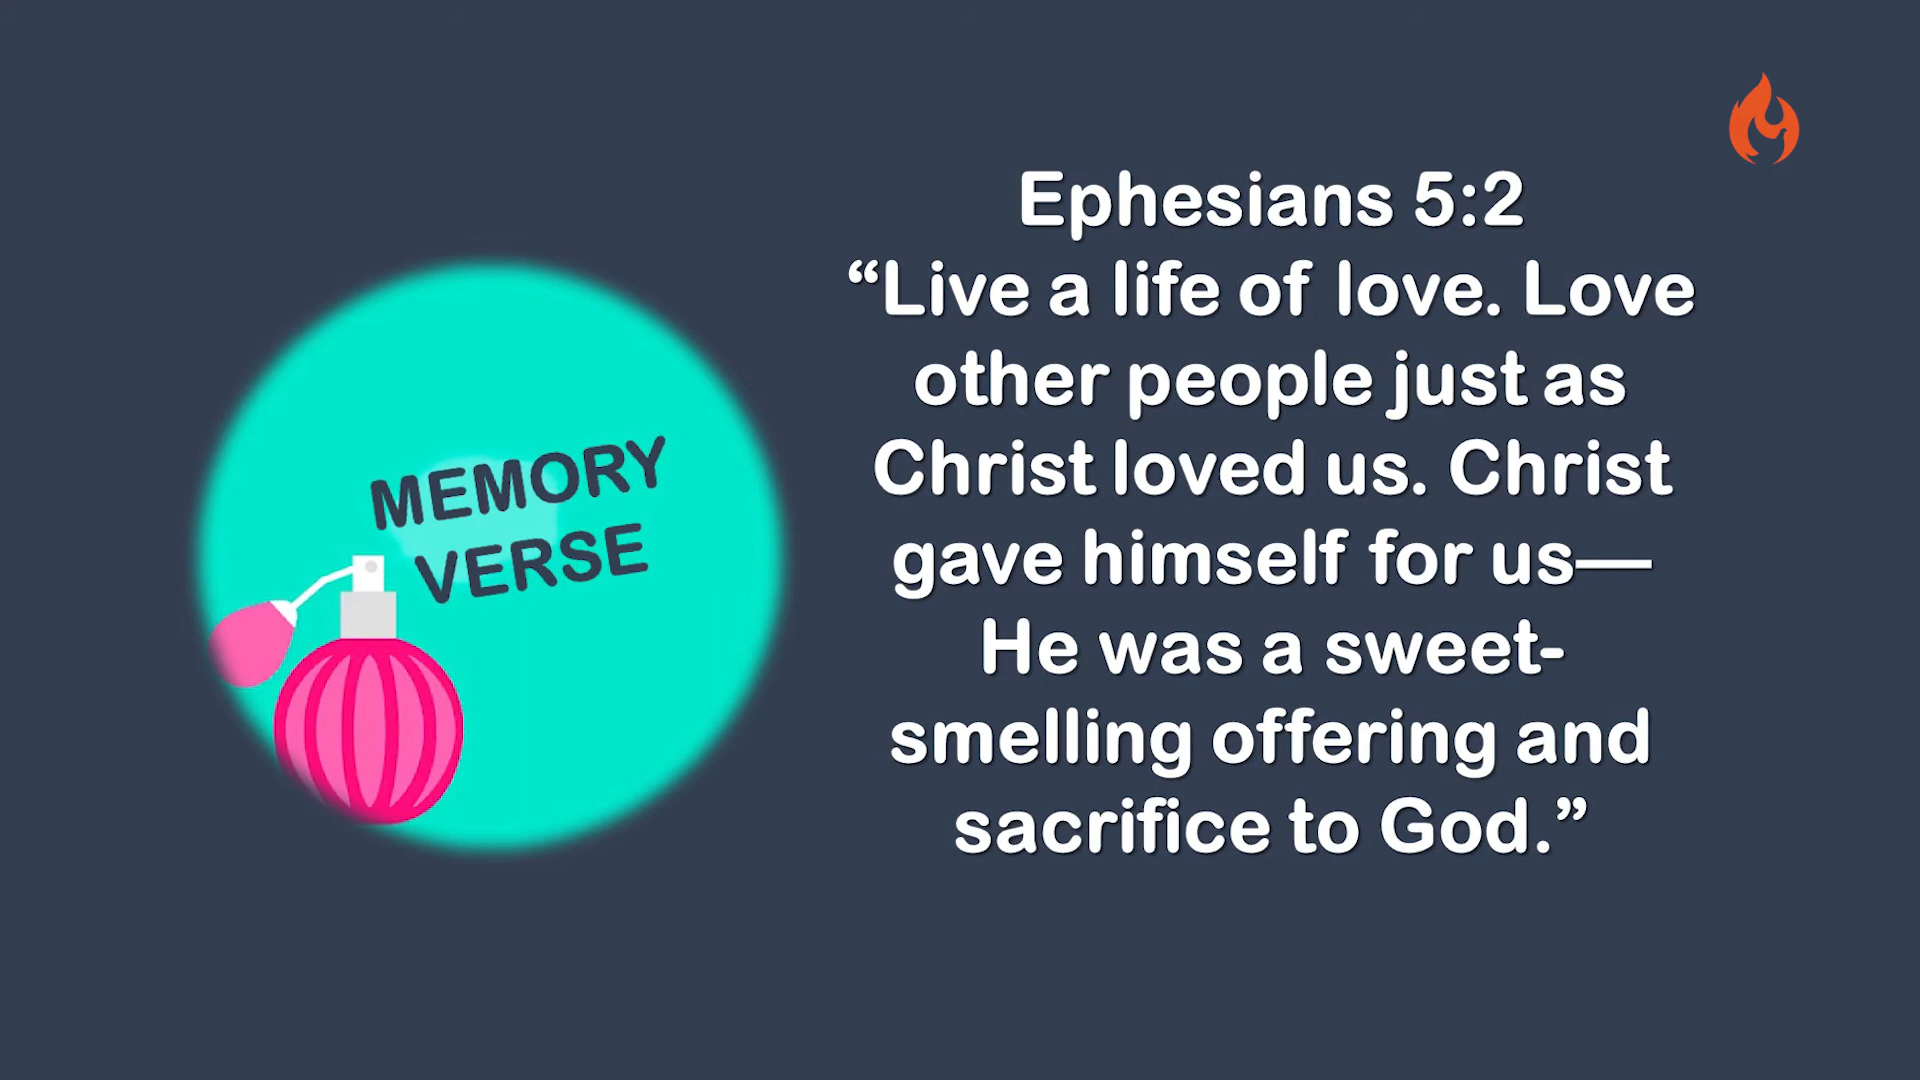 MEMORY
VERSE
Ephesians 5:2
“Live a life of love. Love
other people just as
Christ loved us. Christ
gave himself for us—
He was a sweet-
smelling offering and
sacrifice to God.”